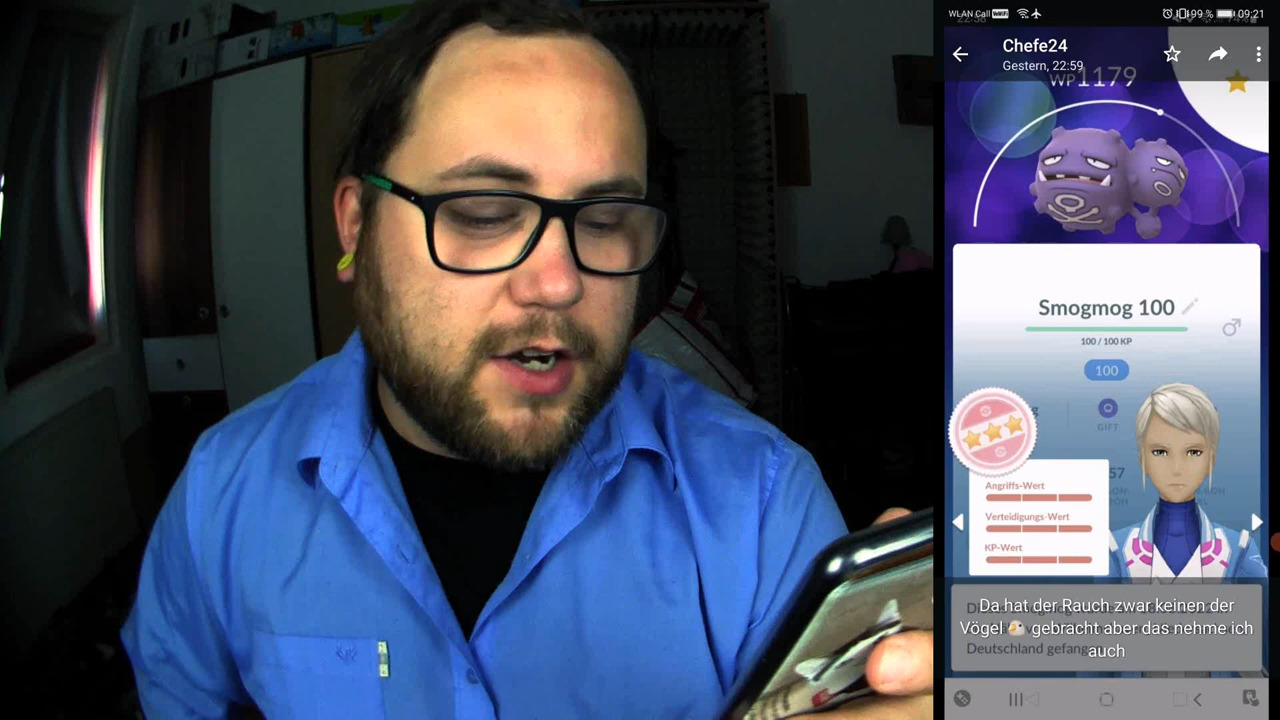 WLAN Call VoWiFi 99 % 09:21
Chefe24
Gestern, 22:59
WP1179
Smogmog 100
100 / 100 KP
100
GIFT
57
Angriffs-Wert
Verteidigungs-Wert
KP-Wert
Da hat der Rauch zwar keinen der
Vögel 🐔 gebracht aber das nehme ich
auch
Deutschland gefang